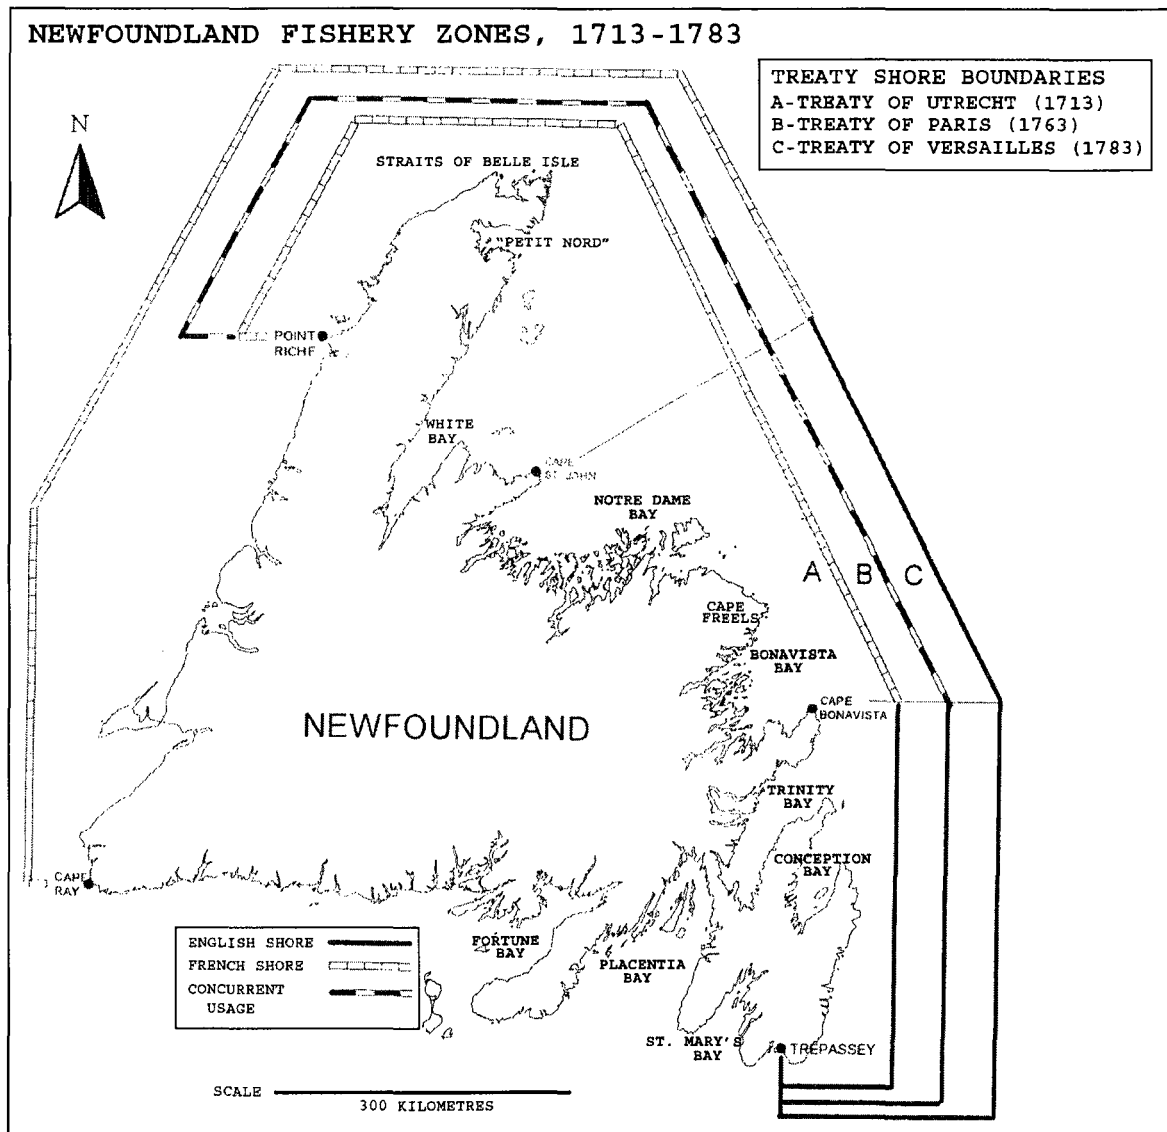 NEWFOUNDLAND FISHERY ZONES, 1713-1783
TREATY SHORE BOUNDARIES
A-TREATY OF UTRECHT (1713)
B-TREATY OF PARIS (1763)
C-TREATY OF VERSAILLES (1783)
N
STRAITS OF BELLE ISLE
"PETIT NORD"
POINT
RICHE
WHITE
BAY
CAPE
ST JOHN
NOTRE DAME
BAY
A
B
C
CAPE
FREELS
BONAVISTA
BAY
CAPE
BONAVISTA
NEWFOUNDLAND
TRINITY
BAY
CONCEPTION
BAY
CAPE
RAY
FORTUNE
BAY
PLACENTIA
BAY
ST. MARY'S
BAY
TREPASSEY
ENGLISH SHORE
FRENCH SHORE
CONCURRENT
USAGE
SCALE
300 KILOMETRES